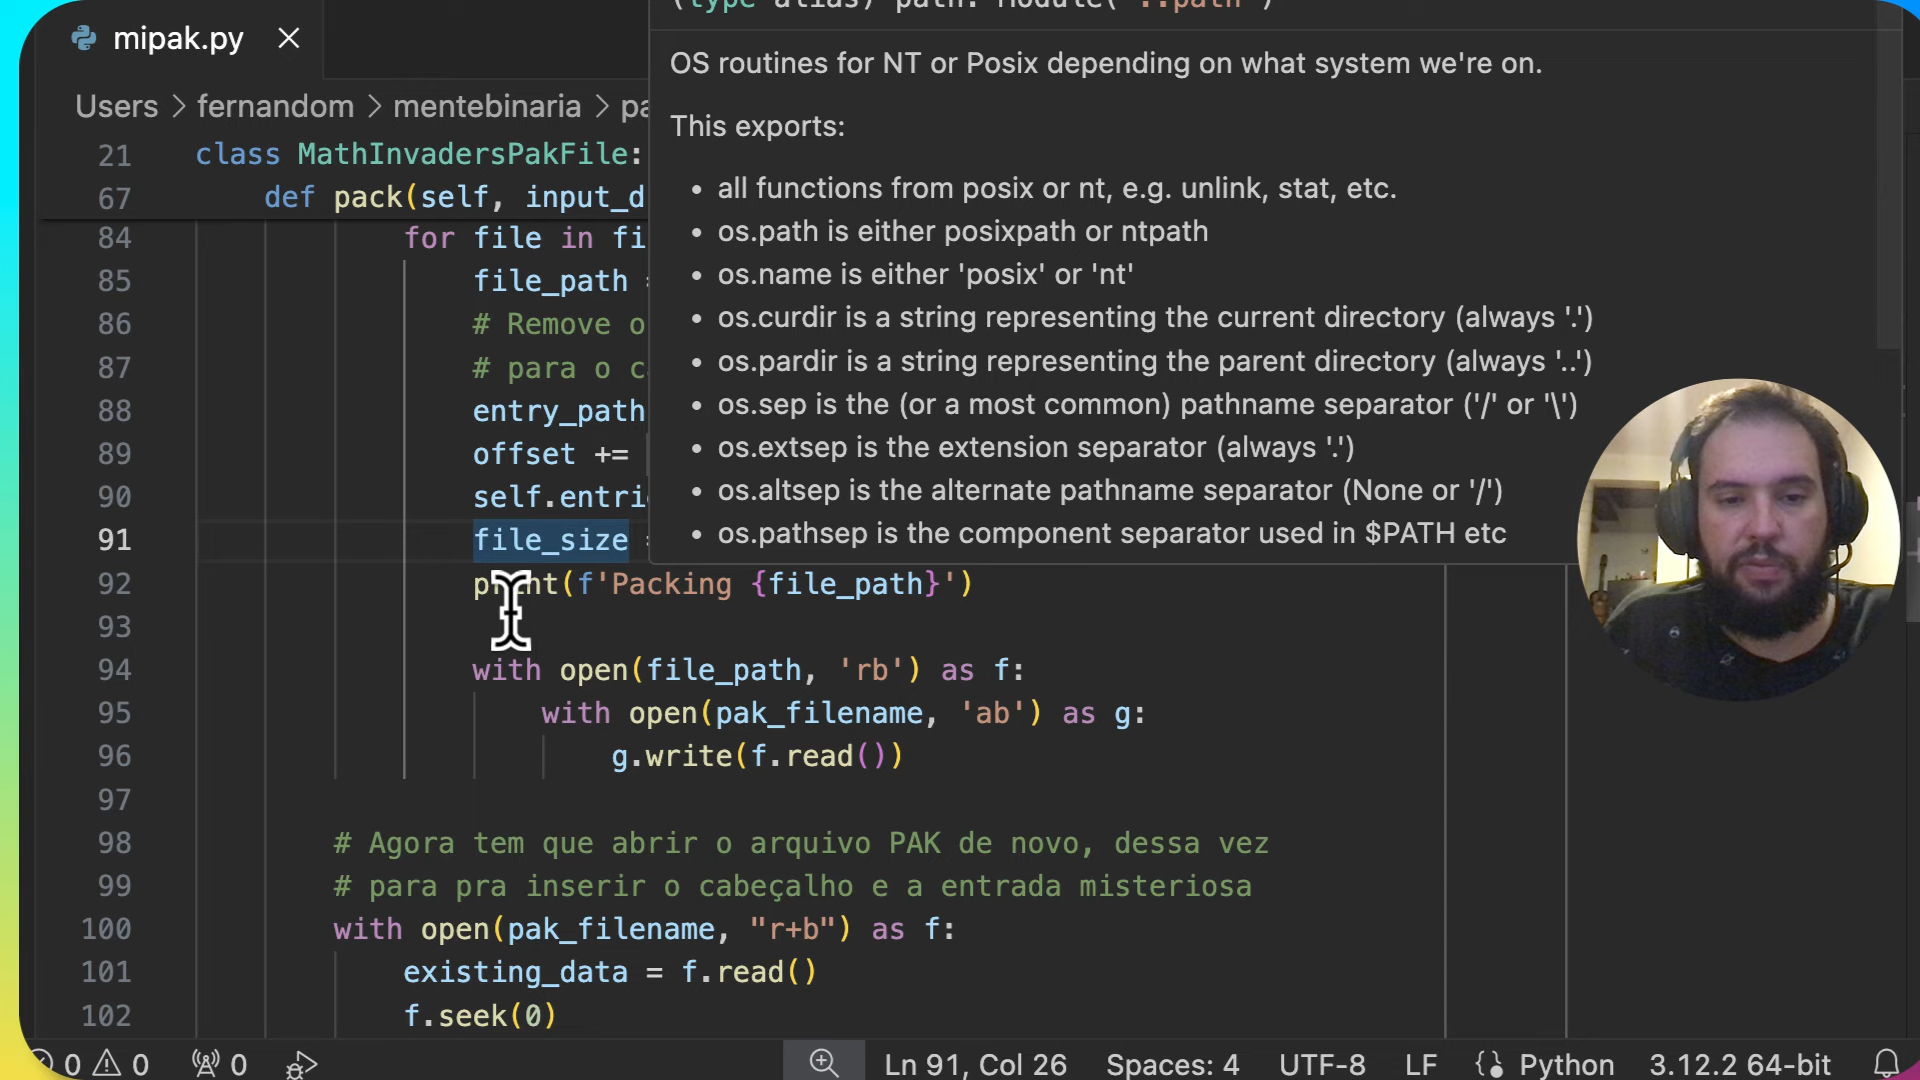 mipak.py
(type alias) path: Module("..path")
Users > fernandom > mentebinaria >
OS routines for NT or Posix depending on what system we're on.
This exports:
• all functions from posix or nt, e.g. unlink, stat, etc.
• os.path is either posixpath or ntpath
• os.name is either 'posix' or 'nt'
• os.curdir is a string representing the current directory (always '.')
• os.pardir is a string representing the parent directory (always '..')
• os.sep is the (or a most common) pathname separator ('/' or '\')
• os.extsep is the extension separator (always '.')
• os.altsep is the alternate pathname separator (None or '/')
• os.pathsep is the component separator used in $PATH etc
21 class MathInvadersPakFile:
67 def pack(self, input_d
84 for file in fi
85 file_path
86 # Remove o
87 # para o c
88 entry_path
89 offset +=
90 self.entri
91 file_size
92 print(f'Packing {file_path}')
93
94 with open(file_path, 'rb') as f:
95 with open(pak_filename, 'ab') as g:
96 g.write(f.read())
97
98 # Agora tem que abrir o arquivo PAK de novo, dessa vez
99 # para pra inserir o cabeçalho e a entrada misteriosa
100 with open(pak_filename, "r+b") as f:
101 existing_data = f.read()
102 f.seek(0)
0 0 0 Ln 91, Col 26 Spaces: 4 UTF-8 LF Python 3.12.2 64-bit